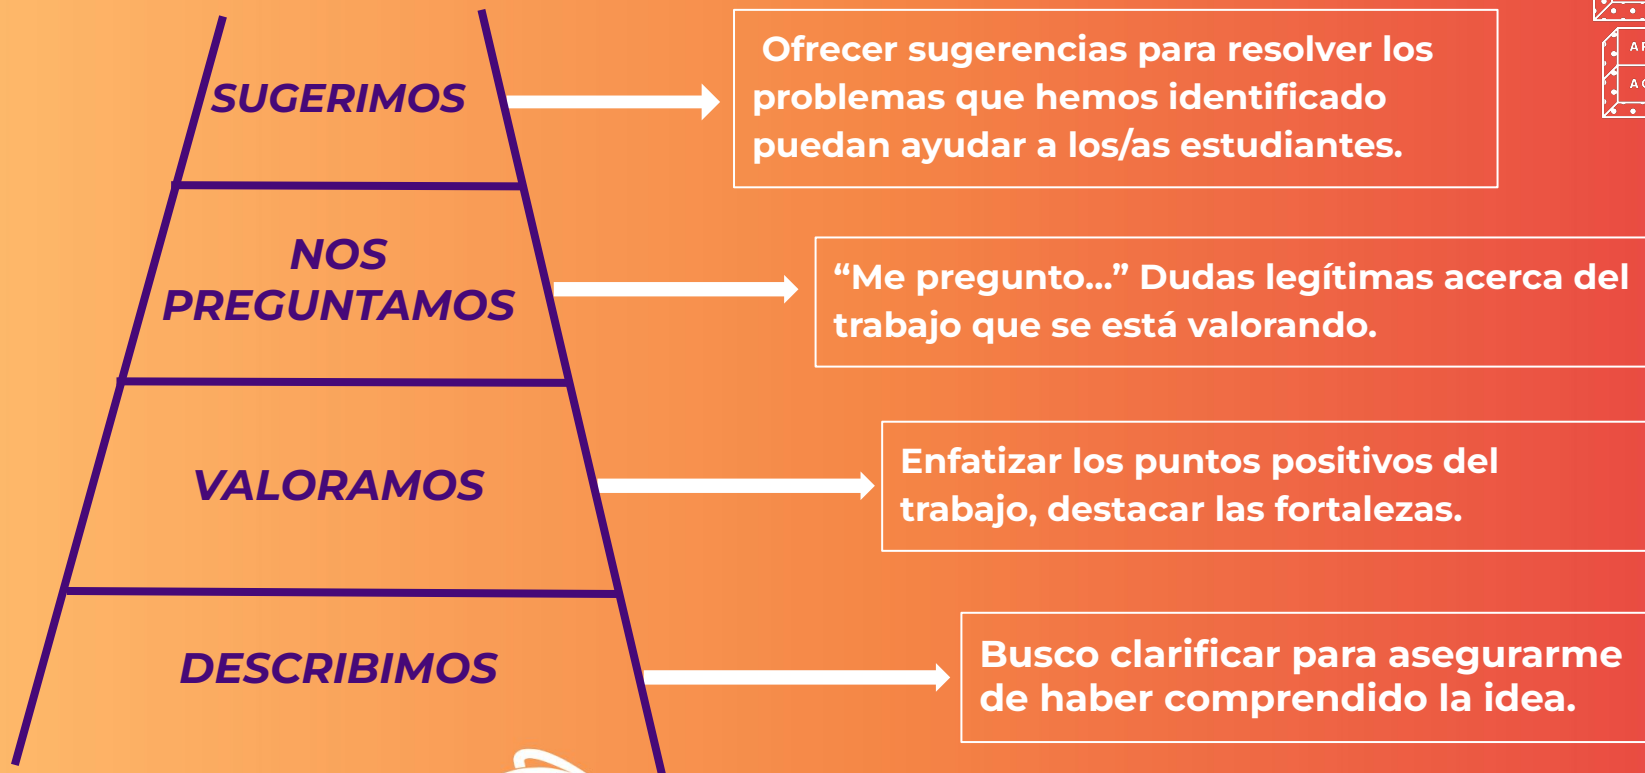 SUGERIMOS
Ofrecer sugerencias para resolver los
problemas que hemos identificado
puedan ayudar a los/as estudiantes.
NOS
PREGUNTAMOS
“Me pregunto...” Dudas legítimas acerca del
trabajo que se está valorando.
VALORAMOS
Enfatizar los puntos positivos del
trabajo, destacar las fortalezas.
DESCRIBIMOS
Busco clarificar para asegurarme
de haber comprendido la idea.